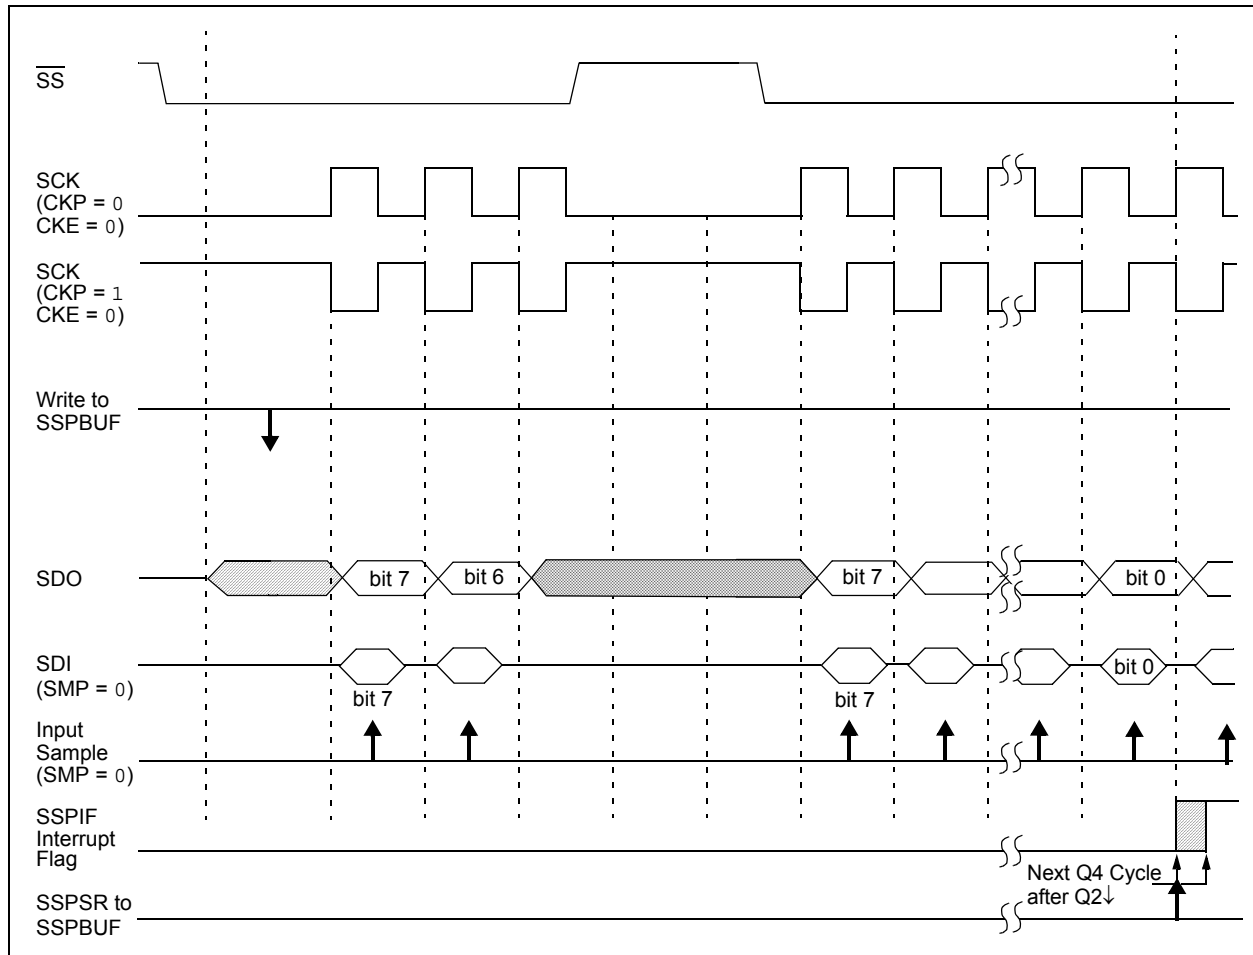 SS
SCK
(CKP = 0
CKE = 0)
SCK
(CKP = 1
CKE = 0)
Write to
SSPBUF
SDO
bit 7
bit 6
bit 7
bit 0
SDI
(SMP = 0)
bit 7
bit 7
bit 0
Input
Sample
(SMP = 0)
SSPIF
Interrupt
Flag
Next Q4 Cycle
after Q2↓
SSPSR to
SSPBUF